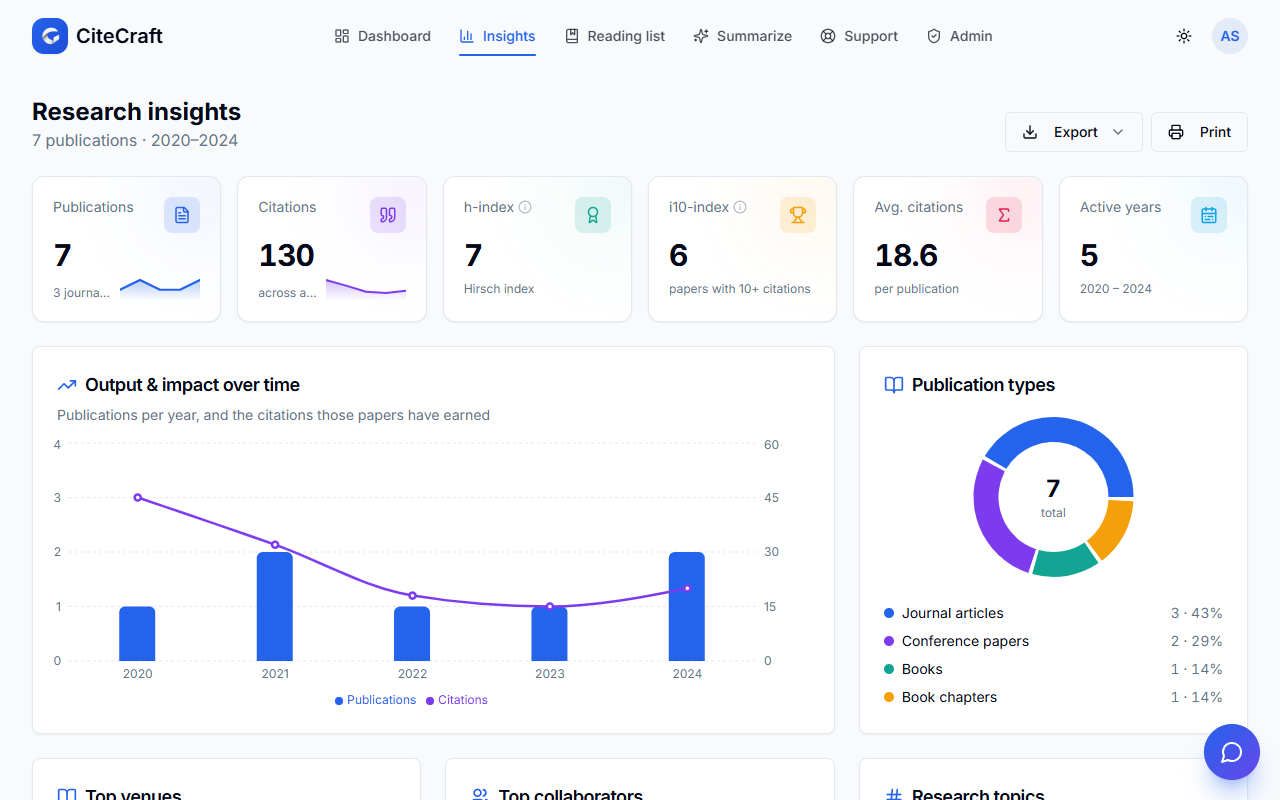 CiteCraft
Dashboard
Insights
Reading list
Summarize
Support
Admin
AS
Research insights
7 publications · 2020–2024
Export
Print
Publications
7
3 journa...
Citations
130
across a...
h-index
7
Hirsch index
i10-index
6
papers with 10+ citations
Avg. citations
18.6
per publication
Active years
5
2020 – 2024
Output & impact over time
Publications per year, and the citations those papers have earned
4
3
2
1
0
60
45
30
15
0
2020
2021
2022
2023
2024
Publications
Citations
Publication types
7
total
Journal articles
3 · 43%
Conference papers
2 · 29%
Books
1 · 14%
Book chapters
1 · 14%
Top venues
Top collaborators
Research topics